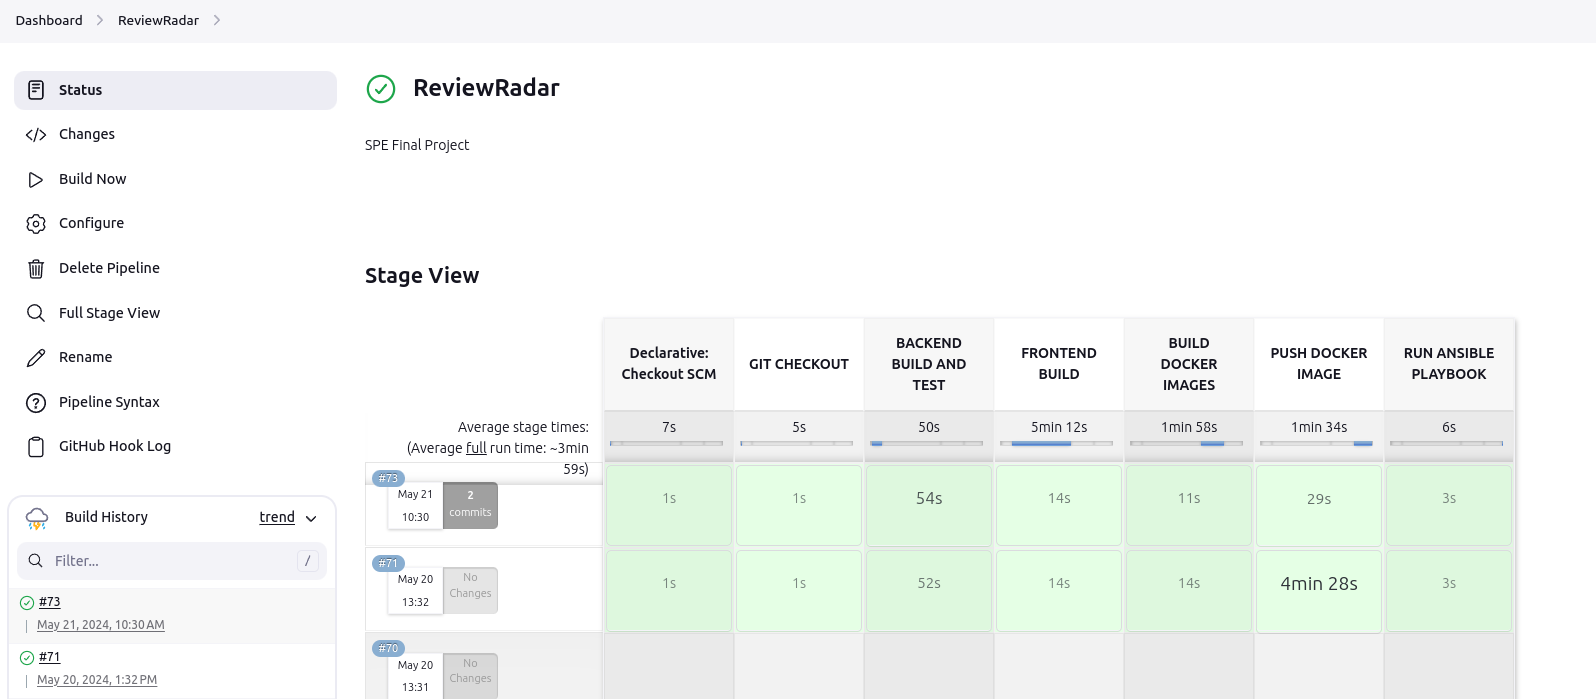 Dashboard
ReviewRadar
Status
Changes
Build Now
Configure
Delete Pipeline
Full Stage View
Rename
Pipeline Syntax
GitHub Hook Log
Build History
trend
Filter...
/
#73
May 21, 2024, 10:30 AM
#71
May 20, 2024, 1:32 PM
ReviewRadar
SPE Final Project
Stage View
Declarative:
Checkout SCM
GIT CHECKOUT
BACKEND
BUILD AND
TEST
FRONTEND
BUILD
BUILD
DOCKER
IMAGES
PUSH DOCKER
IMAGE
RUN ANSIBLE
PLAYBOOK
Average stage times:
(Average full run time: ~3min
59s)
7s
5s
50s
5min 12s
1min 58s
1min 34s
6s
#73
May 21
10:30
2
commits
1s
1s
54s
14s
11s
29s
3s
#71
May 20
13:32
No
Changes
1s
1s
52s
14s
14s
4min 28s
3s
#70
May 20
13:31
No
Changes